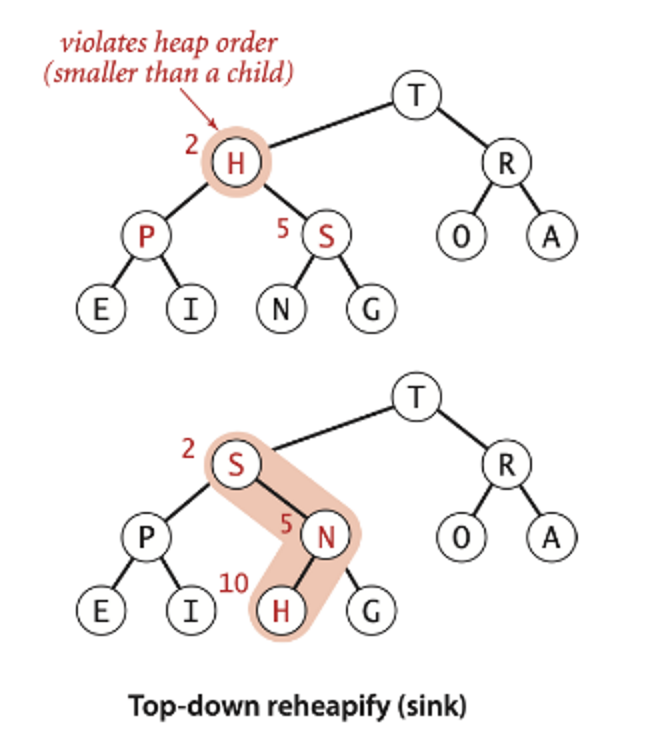 violates heap order
(smaller than a child)
T
2 H R
P 5 S O A
E I N G
T
2 S R
P 5 N O A
E I 10 H G
Top-down reheapify (sink)